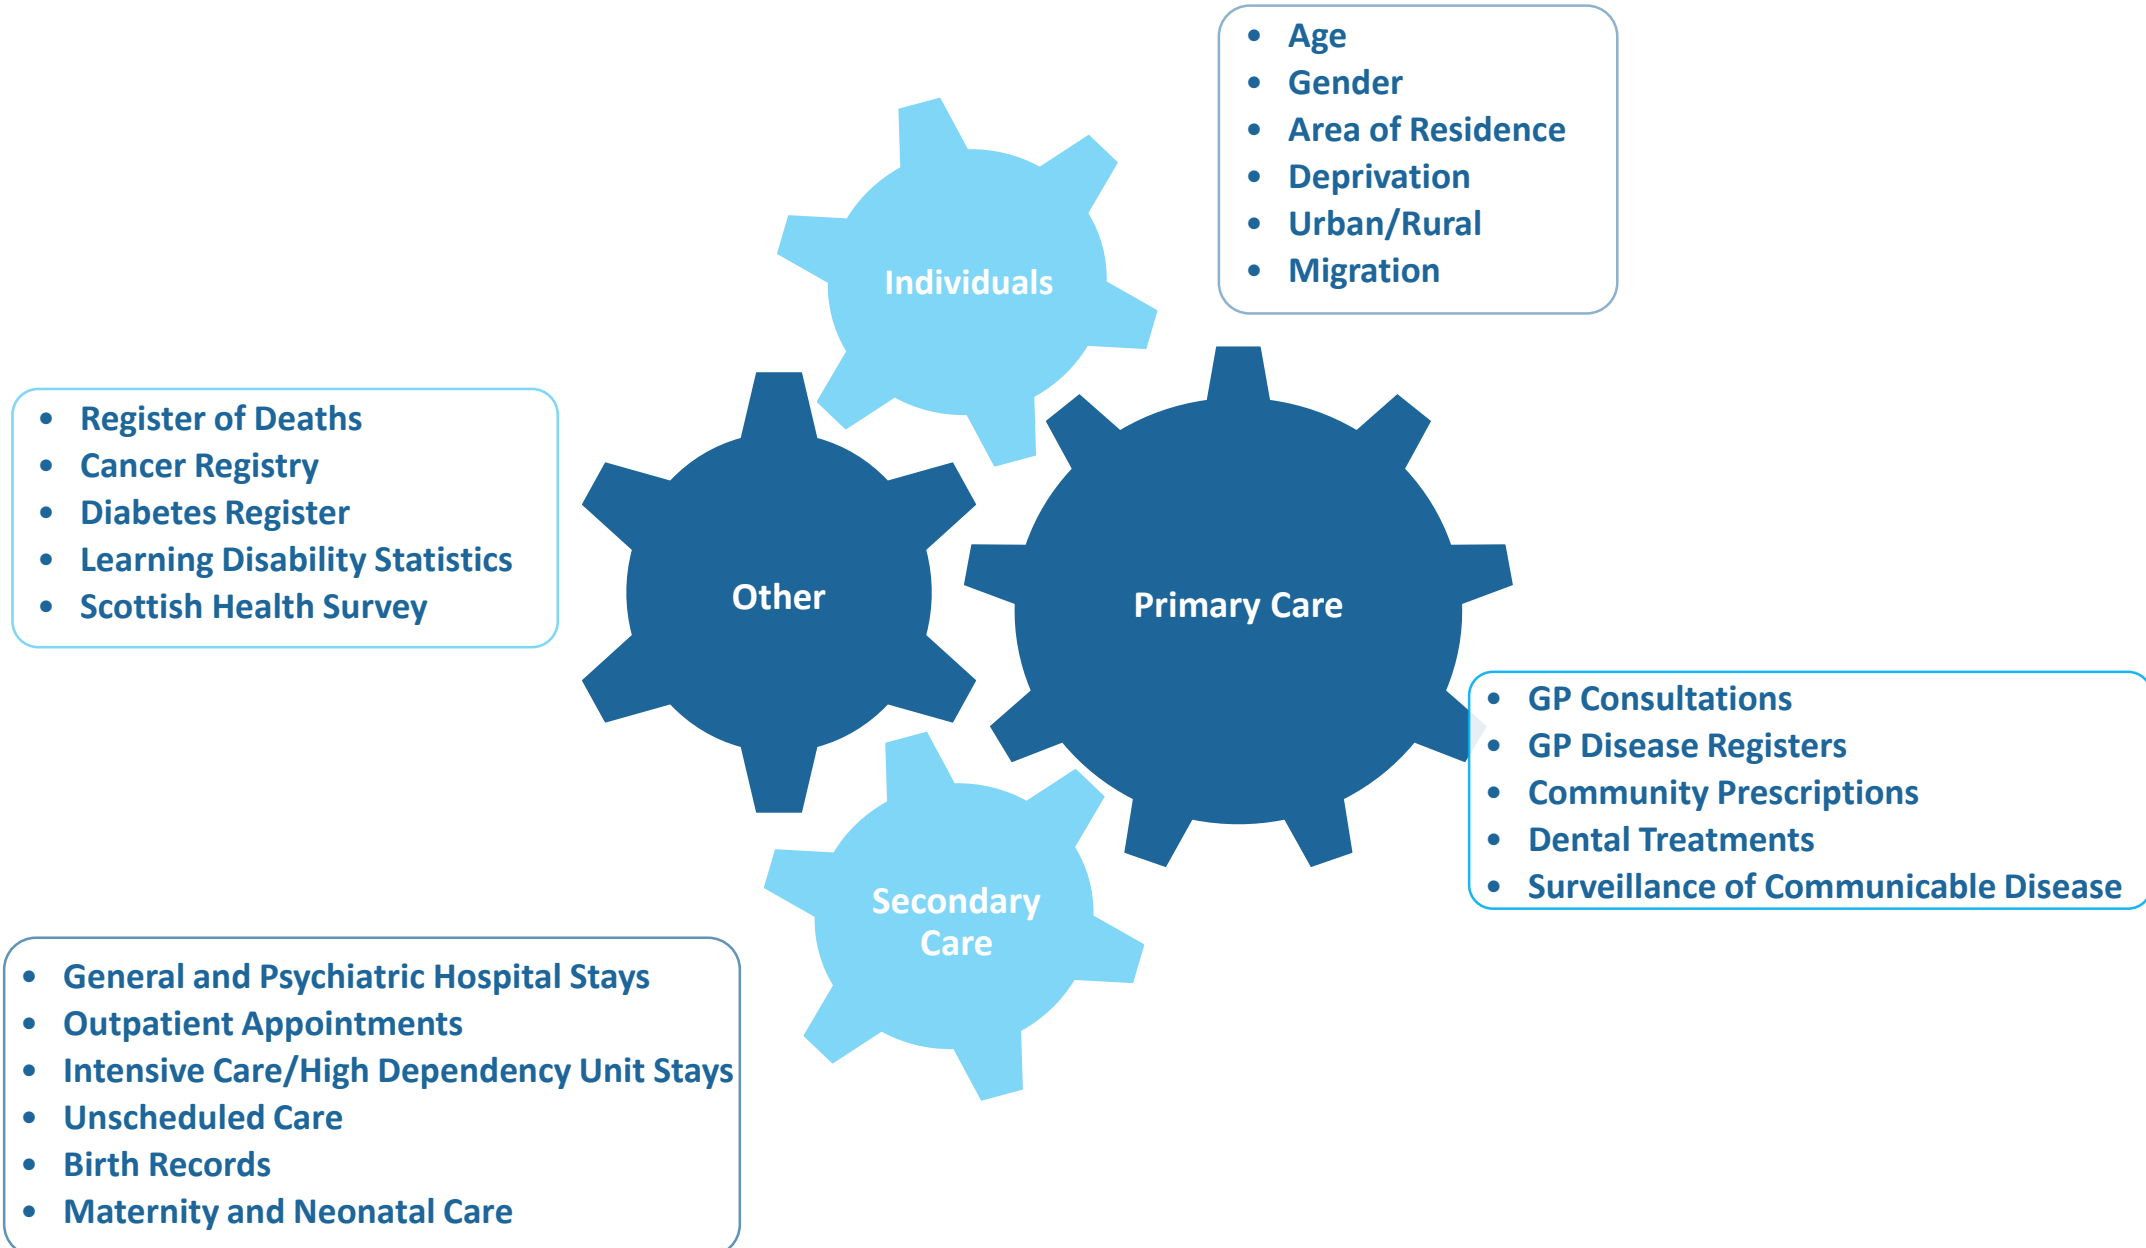 • Age
• Gender
• Area of Residence
• Deprivation
• Urban/Rural
• Migration
Individuals
• Register of Deaths
• Cancer Registry
• Diabetes Register
• Learning Disability Statistics
• Scottish Health Survey
Other
Primary Care
• GP Consultations
• GP Disease Registers
• Community Prescriptions
• Dental Treatments
• Surveillance of Communicable Disease
Secondary
Care
• General and Psychiatric Hospital Stays
• Outpatient Appointments
• Intensive Care/High Dependency Unit Stays
• Unscheduled Care
• Birth Records
• Maternity and Neonatal Care